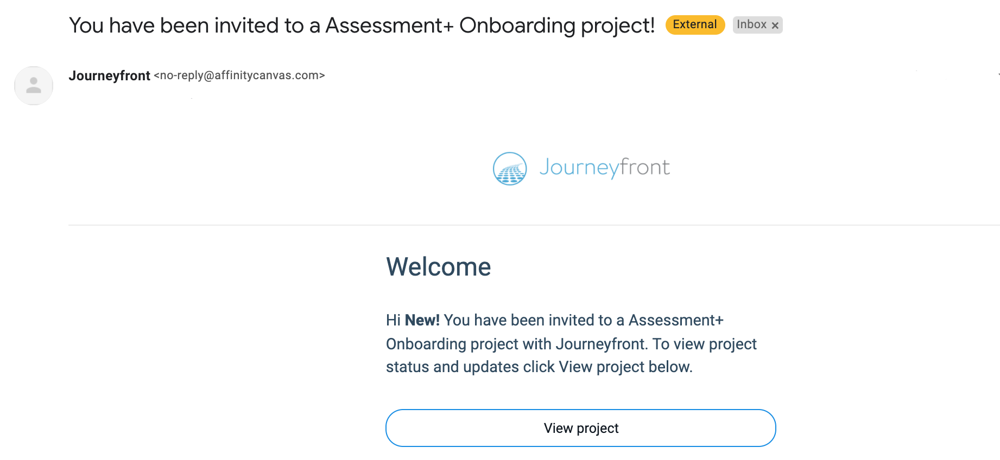 You have been invited to a Assessment+ Onboarding project! External Inbox ×
Journeyfront <no-reply@affinitycanvas.com>
Journeyfront
Welcome
Hi New! You have been invited to a Assessment+
Onboarding project with Journeyfront. To view project
status and updates click View project below.
View project